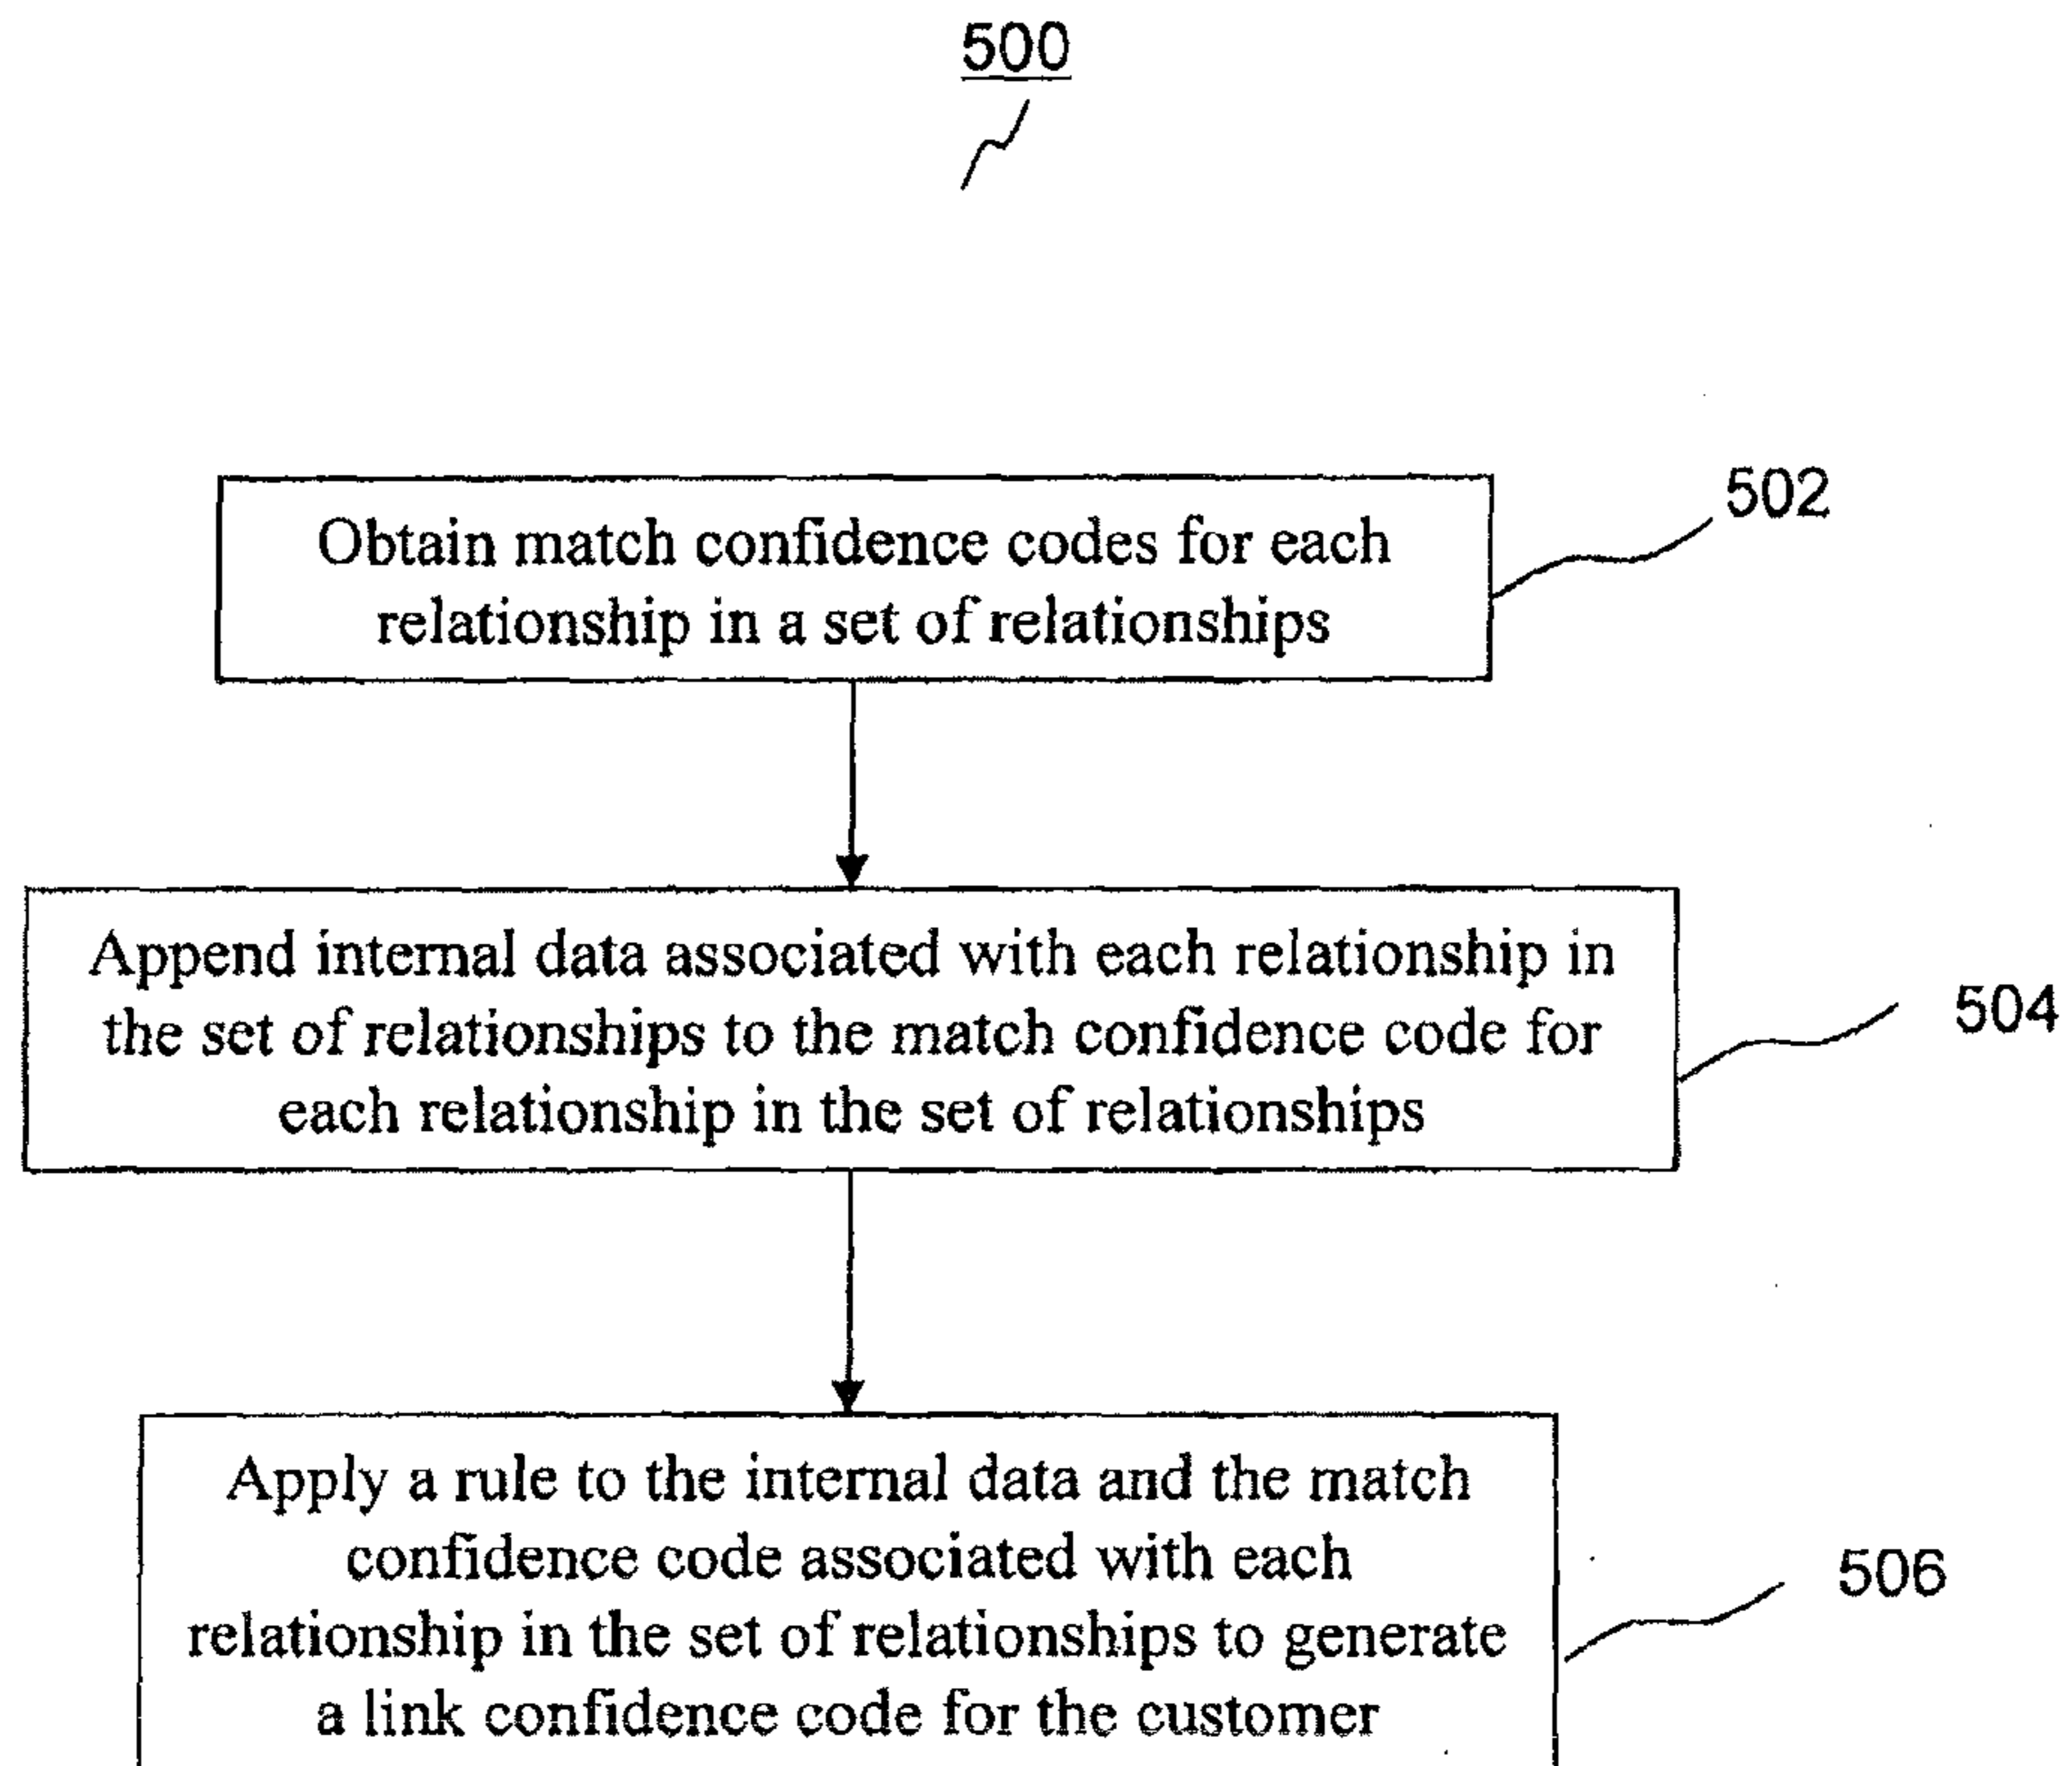 500
Obtain match confidence codes for each
relationship in a set of relationships
502
Append internal data associated with each relationship in
the set of relationships to the match confidence code for
each relationship in the set of relationships
504
Apply a rule to the internal data and the match
confidence code associated with each
relationship in the set of relationships to generate
a link confidence code for the customer
506